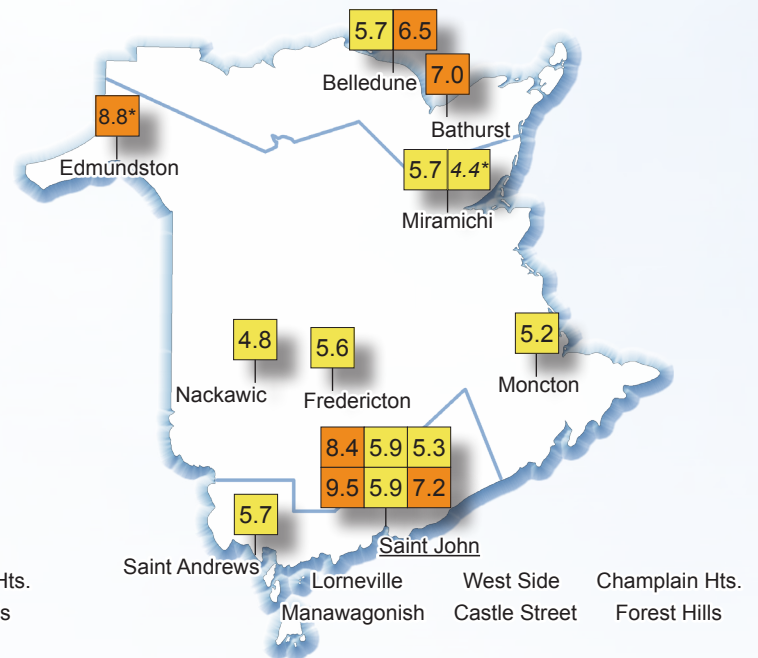 5.7 6.5
Belledune
7.0
Bathurst
8.8*
Edmundston
5.7 4.4*
Miramichi
4.8
Nackawic
5.6
Fredericton
5.2
Moncton
8.4 5.9 5.3
9.5 5.9 7.2
Saint John
5.7
Saint Andrews
Hts. Lorneville West Side Champlain Hts.
s Manawagonish Castle Street Forest Hills